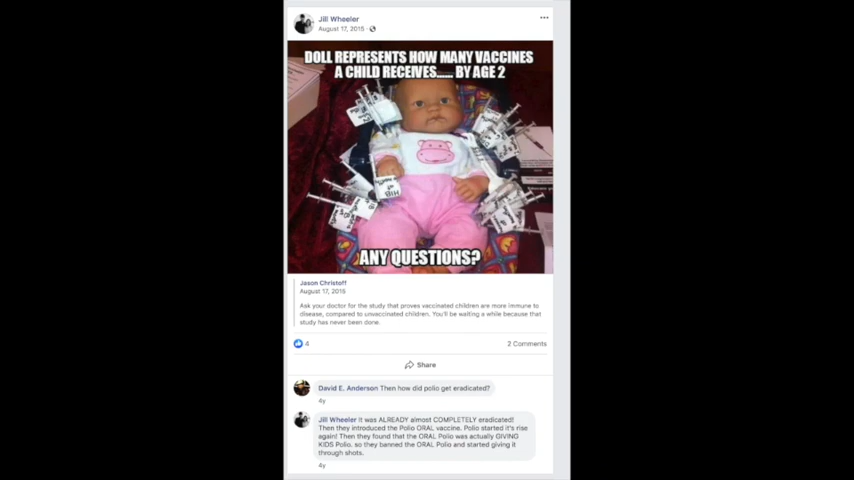 Jill Wheeler
August 17, 2015
DOLL REPRESENTS HOW MANY VACCINES
A CHILD RECEIVES...... BY AGE 2
HIB
ANY QUESTIONS?
Jason Christoff
August 17, 2015
Ask your doctor for the study that proves vaccinated children are more immune to
disease, compared to unvaccinated children. You'll be waiting a while because that
study has never been done.
4
2 Comments
Share
David E. Anderson Then how did polio get eradicated?
4y
Jill Wheeler It was ALREADY almost COMPLETELY eradicated!
Then they introduced the Polio ORAL vaccine. Polio started it's rise
again! Then they found that the ORAL Polio was actually GIVING
KIDS Polio. so they banned the ORAL Polio and started giving it
through shots.
4y